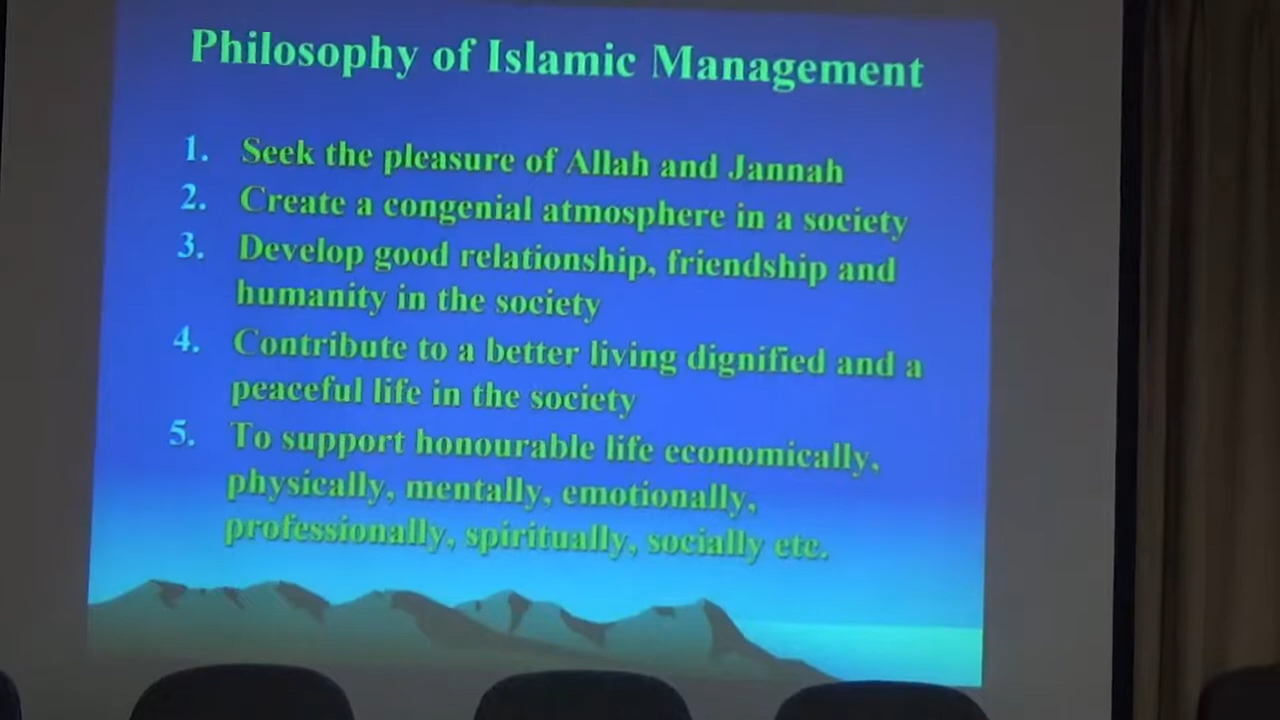 Philosophy of Islamic Management
1. Seek the pleasure of Allah and Jannah
2. Create a congenial atmosphere in a society
3. Develop good relationship, friendship and
humanity in the society
4. Contribute to a better living dignified and a
peaceful life in the society
5. To support honourable life economically,
physically, mentally, emotionally,
professionally, spiritually, socially etc.